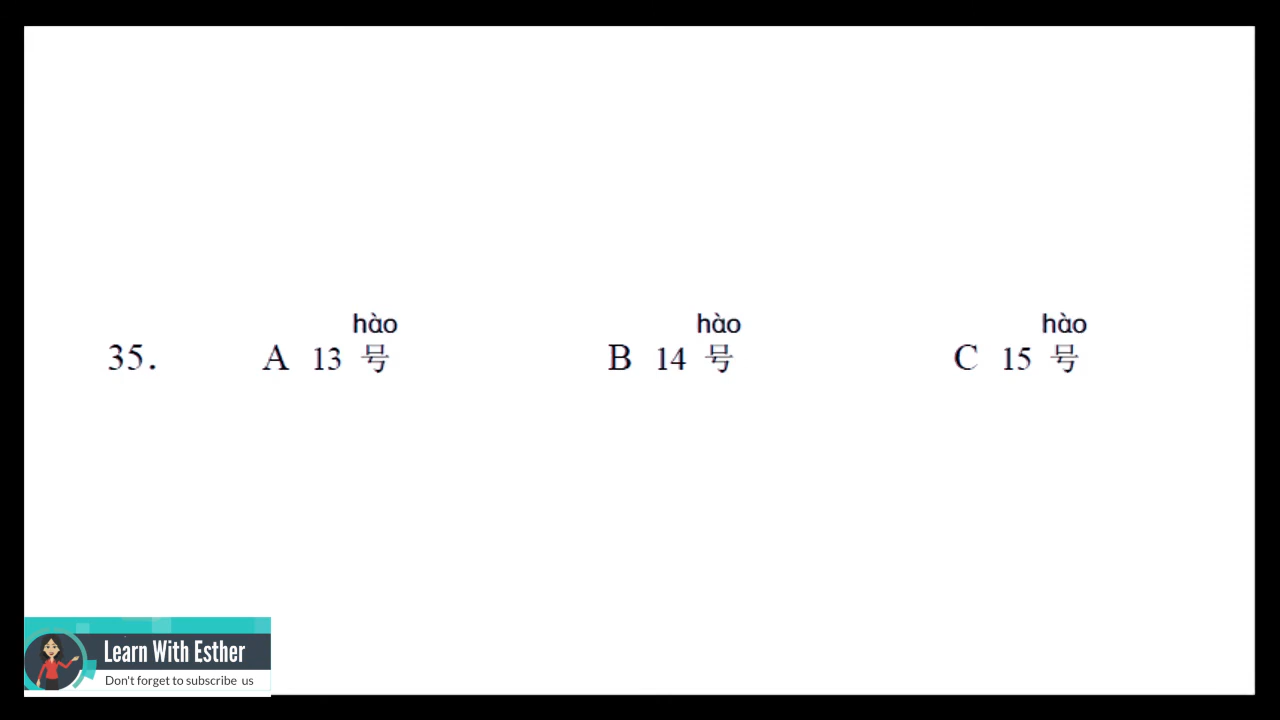 hào hào hào
35. A 13 号 B 14 号 C 15 号
Learn With Esther
Don't forget to subscribe us